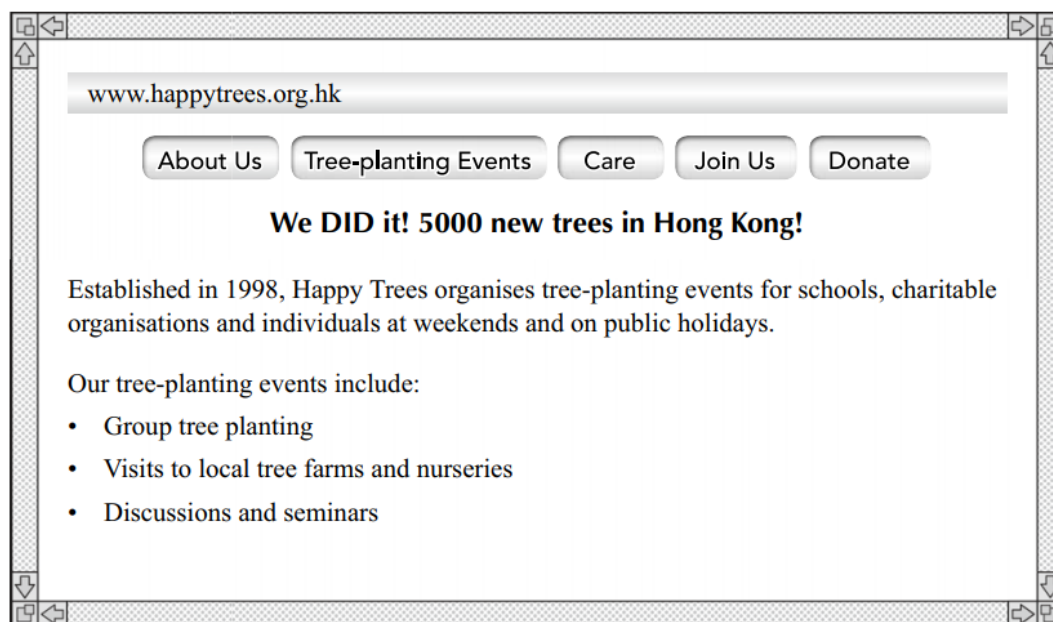 www.happytrees.org.hk
About Us Tree-planting Events Care Join Us Donate
We DID it! 5000 new trees in Hong Kong!
Established in 1998, Happy Trees organises tree-planting events for schools, charitable
organisations and individuals at weekends and on public holidays.
Our tree-planting events include:
• Group tree planting
• Visits to local tree farms and nurseries
• Discussions and seminars